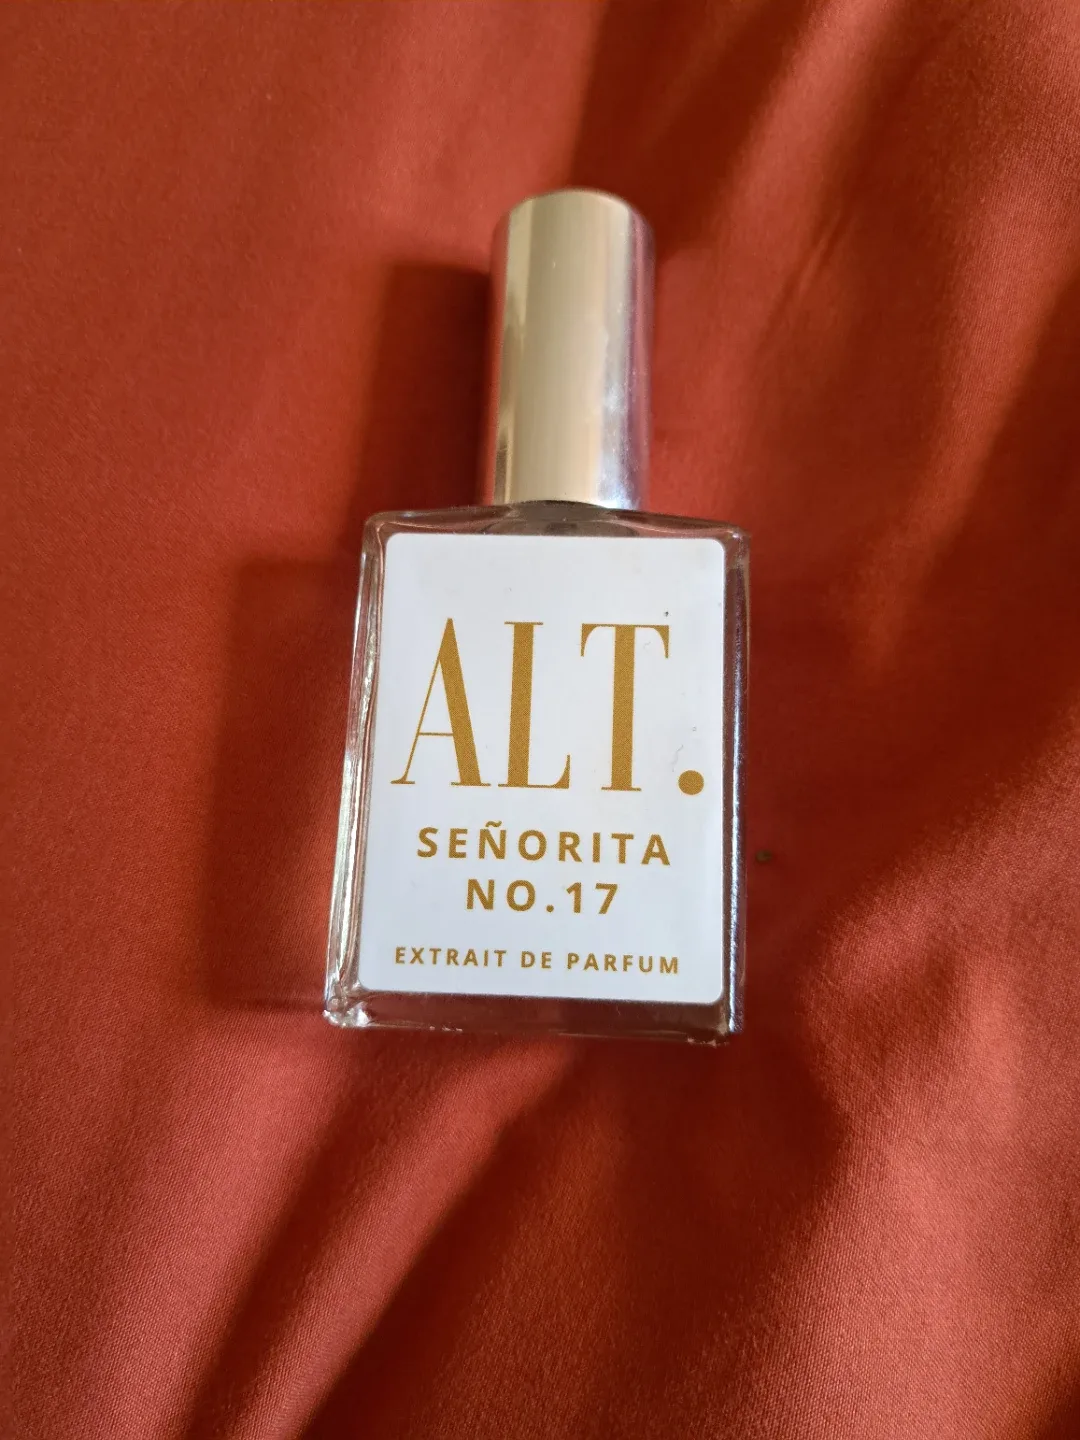 ALT.
SEÑORITA
NO.17
EXTRAIT DE PARFUM